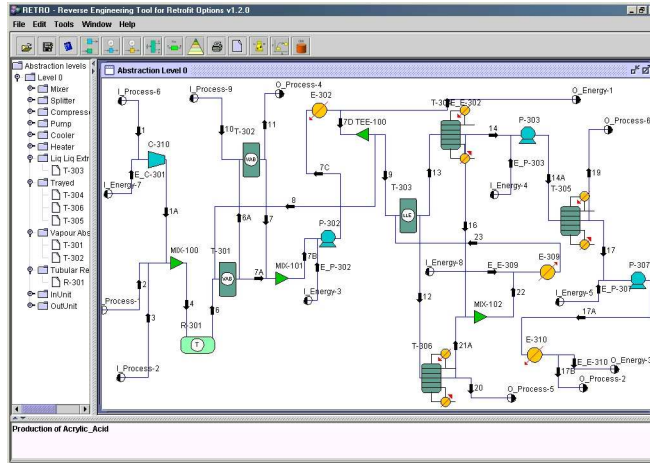 RETRO - Reverse Engineering Tool for Retrofit Options v1.2.0
File Edit Tools Window Help
Abstraction levels
Level 0
Mixer
Splitter
Compresse
Pump
Cooler
Heater
Liq Liq Extr
T-303
Trayed
T-304
T-306
T-305
Vapour Abs
T-301
T-302
Tubular Re
R-301
InUnit
OutUnit
Abstraction Level 0
I_Process-6
I_Process-9
O_Process-4
E-302
O_Energy-1
E_E-302
1
10
T-302
11
7D
TEE-100
14
P-303
O_Process-6
C-310
VAB
E_C-301
I_Energy-7
7C
9
T-303
13
E_P-303
I_Energy-4
14A
T-305
19
1A
8
6A
7
LLE
P-302
16
23
17
MIX-100
T-301
MIX-101
7A
7B
E_P-302
I_Energy-3
I_Energy-8
E_E-309
E-309
P-307
VAB
Process-1
2
3
4
6
12
22
I_Energy-5
E_P-307
R-301
T
MIX-102
17A
I_Process-2
T-306
21A
E-310
E_E-310
O_Energy-3
17B
O_Process-2
20
O_Process-5
Production of Acrylic_Acid